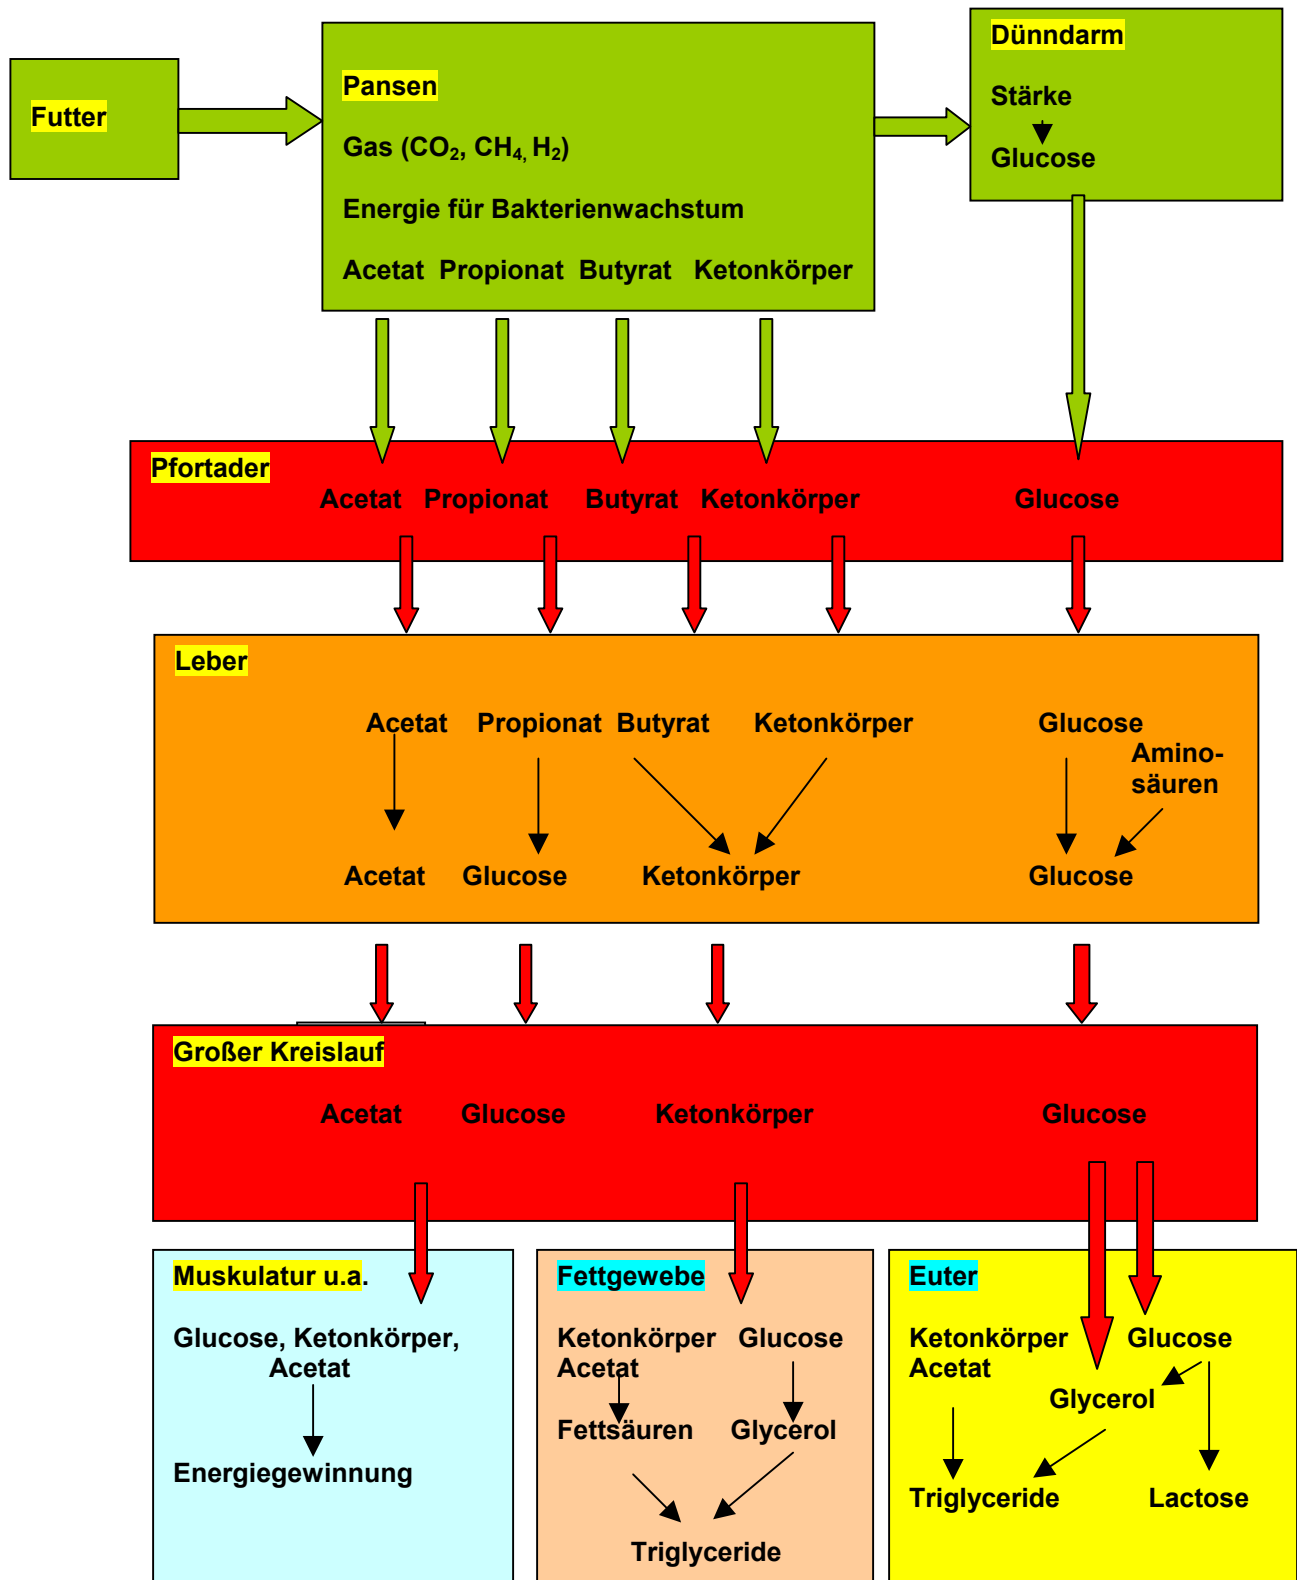 Futter
Pansen
Gas (CO₂, CH₄, H₂)
Energie für Bakterienwachstum
Acetat Propionat Butyrat Ketonkörper
Dünndarm
Stärke
Glucose
Pfortader
Acetat Propionat Butyrat Ketonkörper Glucose
Leber
Acetat Propionat Butyrat Ketonkörper Glucose
Amino-
säuren
Acetat Glucose Ketonkörper Glucose
Großer Kreislauf
Acetat Glucose Ketonkörper Glucose
Muskulatur u.a.
Glucose, Ketonkörper,
Acetat
Energiegewinnung
Fettgewebe
Ketonkörper Glucose
Acetat
Fettsäuren Glycerol
Triglyceride
Euter
Ketonkörper Glucose
Acetat
Glycerol
Triglyceride Lactose